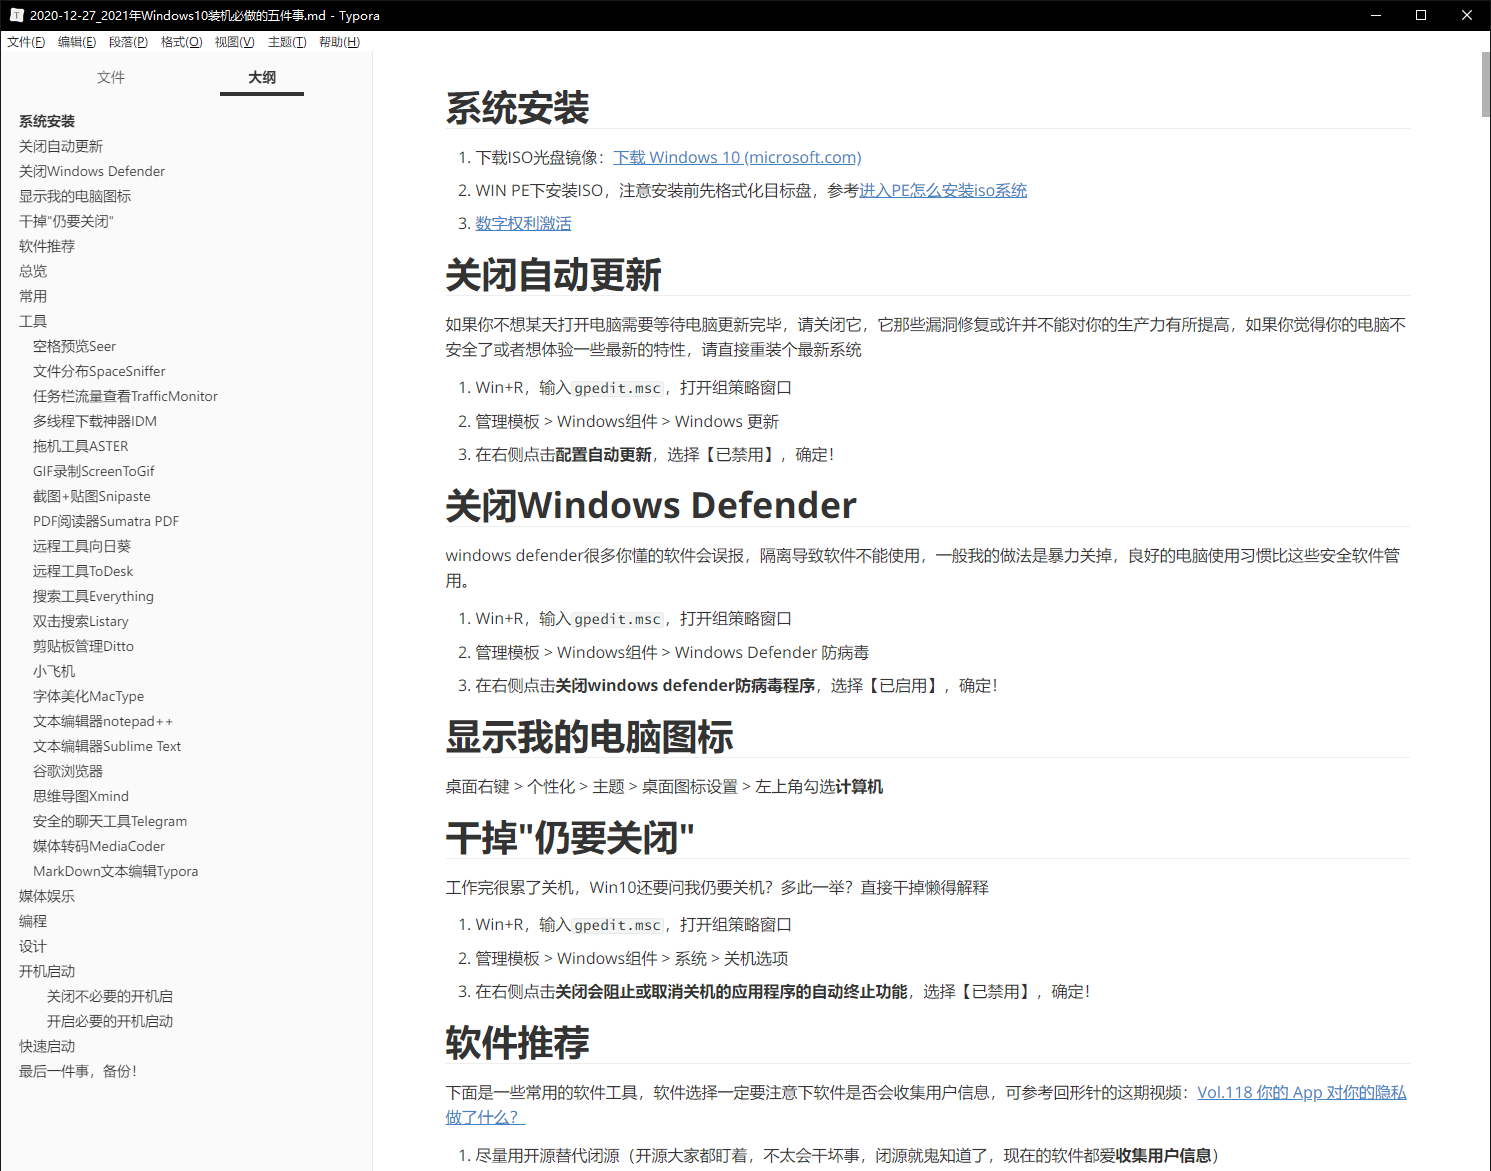 2020-12-27_2021年Windows10装机必做的五件事.md - Typora
文件(F) 编辑(E) 段落(P) 格式(O) 视图(V) 主题(T) 帮助(H)
文件 大纲
系统安装
关闭自动更新
关闭Windows Defender
显示我的电脑图标
干掉"仍要关闭"
软件推荐
总览
常用
工具
空格预览Seer
文件分布SpaceSniffer
任务栏流量查看TrafficMonitor
多线程下载神器IDM
拖机工具ASTER
GIF录制ScreenToGif
截图+贴图Snipaste
PDF阅读器Sumatra PDF
远程工具向日葵
远程工具ToDesk
搜索工具Everything
双击搜索Listary
剪贴板管理Ditto
小飞机
字体美化MacType
文本编辑器notepad++
文本编辑器Sublime Text
谷歌浏览器
思维导图Xmind
安全的聊天工具Telegram
媒体转码MediaCoder
MarkDown文本编辑Typora
媒体娱乐
编程
设计
开机启动
关闭不必要的开机启
开启必要的开机启动
快速启动
最后一件事，备份！
系统安装
1. 下载ISO光盘镜像：下载 Windows 10 (microsoft.com)
2. WIN PE下安装ISO，注意安装前先格式化目标盘，参考进入PE怎么安装iso系统
3. 数字权利激活
关闭自动更新
如果你不想某天打开电脑需要等待电脑更新完毕，请关闭它，它那些漏洞修复或许并不能对你的生产力有所提高，如果你觉得你的电脑不
安全了或者想体验一些最新的特性，请直接重装个最新系统
1. Win+R，输入gpedit.msc，打开组策略窗口
2. 管理模板 > Windows组件 > Windows 更新
3. 在右侧点击配置自动更新，选择【已禁用】，确定！
关闭Windows Defender
windows defender很多你懂的软件会误报，隔离导致软件不能使用，一般我的做法是暴力关掉，良好的电脑使用习惯比这些安全软件管
用。
1. Win+R，输入gpedit.msc，打开组策略窗口
2. 管理模板 > Windows组件 > Windows Defender 防病毒
3. 在右侧点击关闭windows defender防病毒程序，选择【已启用】，确定！
显示我的电脑图标
桌面右键 > 个性化 > 主题 > 桌面图标设置 > 左上角勾选计算机
干掉"仍要关闭"
工作完很累了关机，Win10还要问我仍要关机？多此一举？直接干掉懒得解释
1. Win+R，输入gpedit.msc，打开组策略窗口
2. 管理模板 > Windows组件 > 系统 > 关机选项
3. 在右侧点击关闭会阻止或取消关机的应用程序的自动终止功能，选择【已禁用】，确定！
软件推荐
下面是一些常用的软件工具，软件选择一定要注意下软件是否会收集用户信息，可参考回形针的这期视频：Vol.118 你的 App 对你的隐私
做了什么？
1. 尽量用开源替代闭源（开源大家都盯着，不太会干坏事，闭源就鬼知道了，现在的软件都爱收集用户信息）